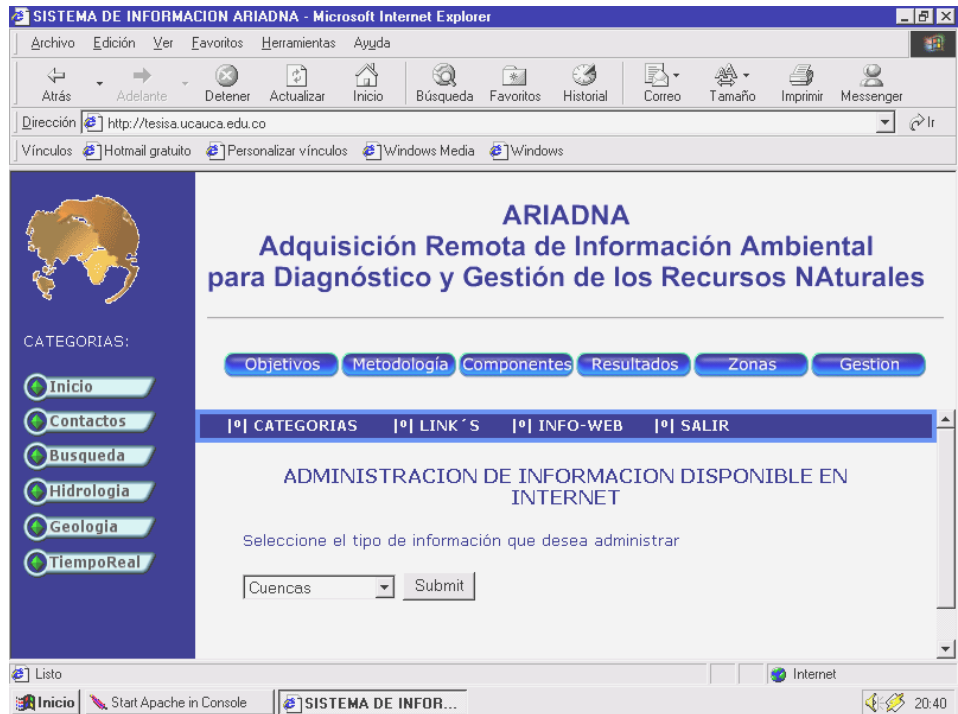 SISTEMA DE INFORMACION ARIADNA - Microsoft Internet Explorer
Archivo Edición Ver Favoritos Herramientas Ayuda
Atrás Adelante Detener Actualizar Inicio Búsqueda Favoritos Historial Correo Tamaño Imprimir Messenger
Dirección http://tesisa.ucauca.edu.co Ir
Vínculos Hotmail gratuito Personalizar vínculos Windows Media Windows
ARIADNA
Adquisición Remota de Información Ambiental
para Diagnóstico y Gestión de los Recursos NAturales
CATEGORIAS:
Inicio
Contactos
Busqueda
Hidrologia
Geologia
TiempoReal
Objetivos Metodología Componentes Resultados Zonas Gestion
|º| CATEGORIAS |º| LINK´S |º| INFO-WEB |º| SALIR
ADMINISTRACION DE INFORMACION DISPONIBLE EN
INTERNET
Seleccione el tipo de información que desea administrar
Cuencas Submit
Listo Internet
Inicio Start Apache in Console SISTEMA DE INFOR... 20:40